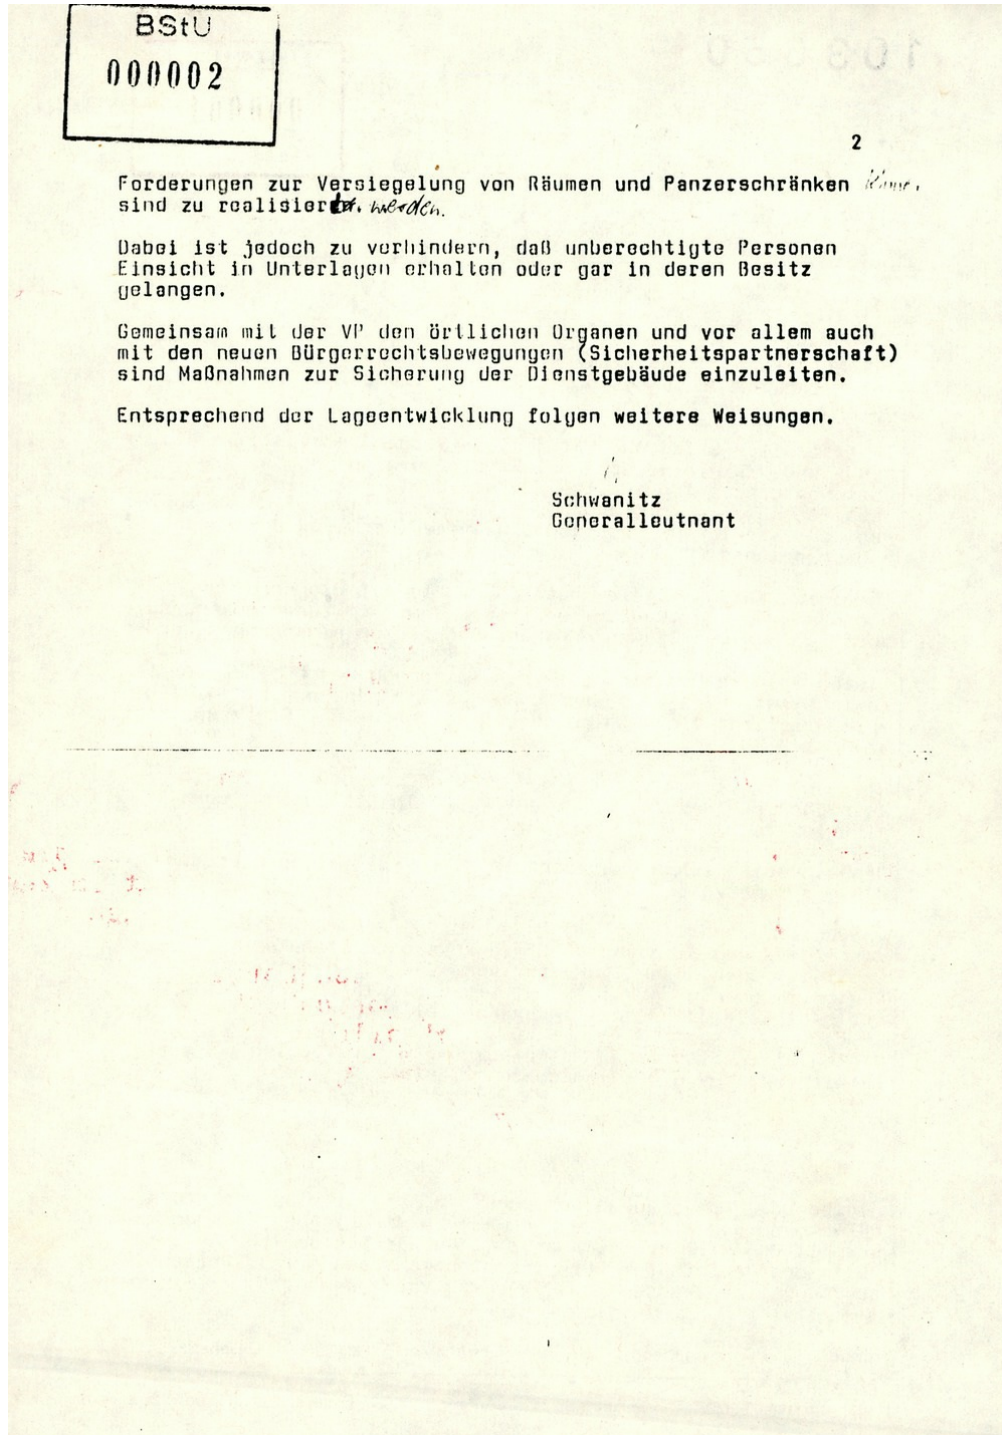 BStU
000002
2
Forderungen zur Versiegelung von Räumen und Panzerschränken
sind zu realisiert. werden.
Dabei ist jedoch zu verhindern, daß unberechtigte Personen
Einsicht in Unterlagen erhalten oder gar in deren Besitz
gelangen.
Gemeinsam mit der VP den örtlichen Organen und vor allem auch
mit den neuen Bürgerrechtsbewegungen (Sicherheitspartnerschaft)
sind Maßnahmen zur Sicherung der Dienstgebäude einzuleiten.
Entsprechend der Lageentwicklung folgen weitere Weisungen.
Schwanitz
Generalleutnant